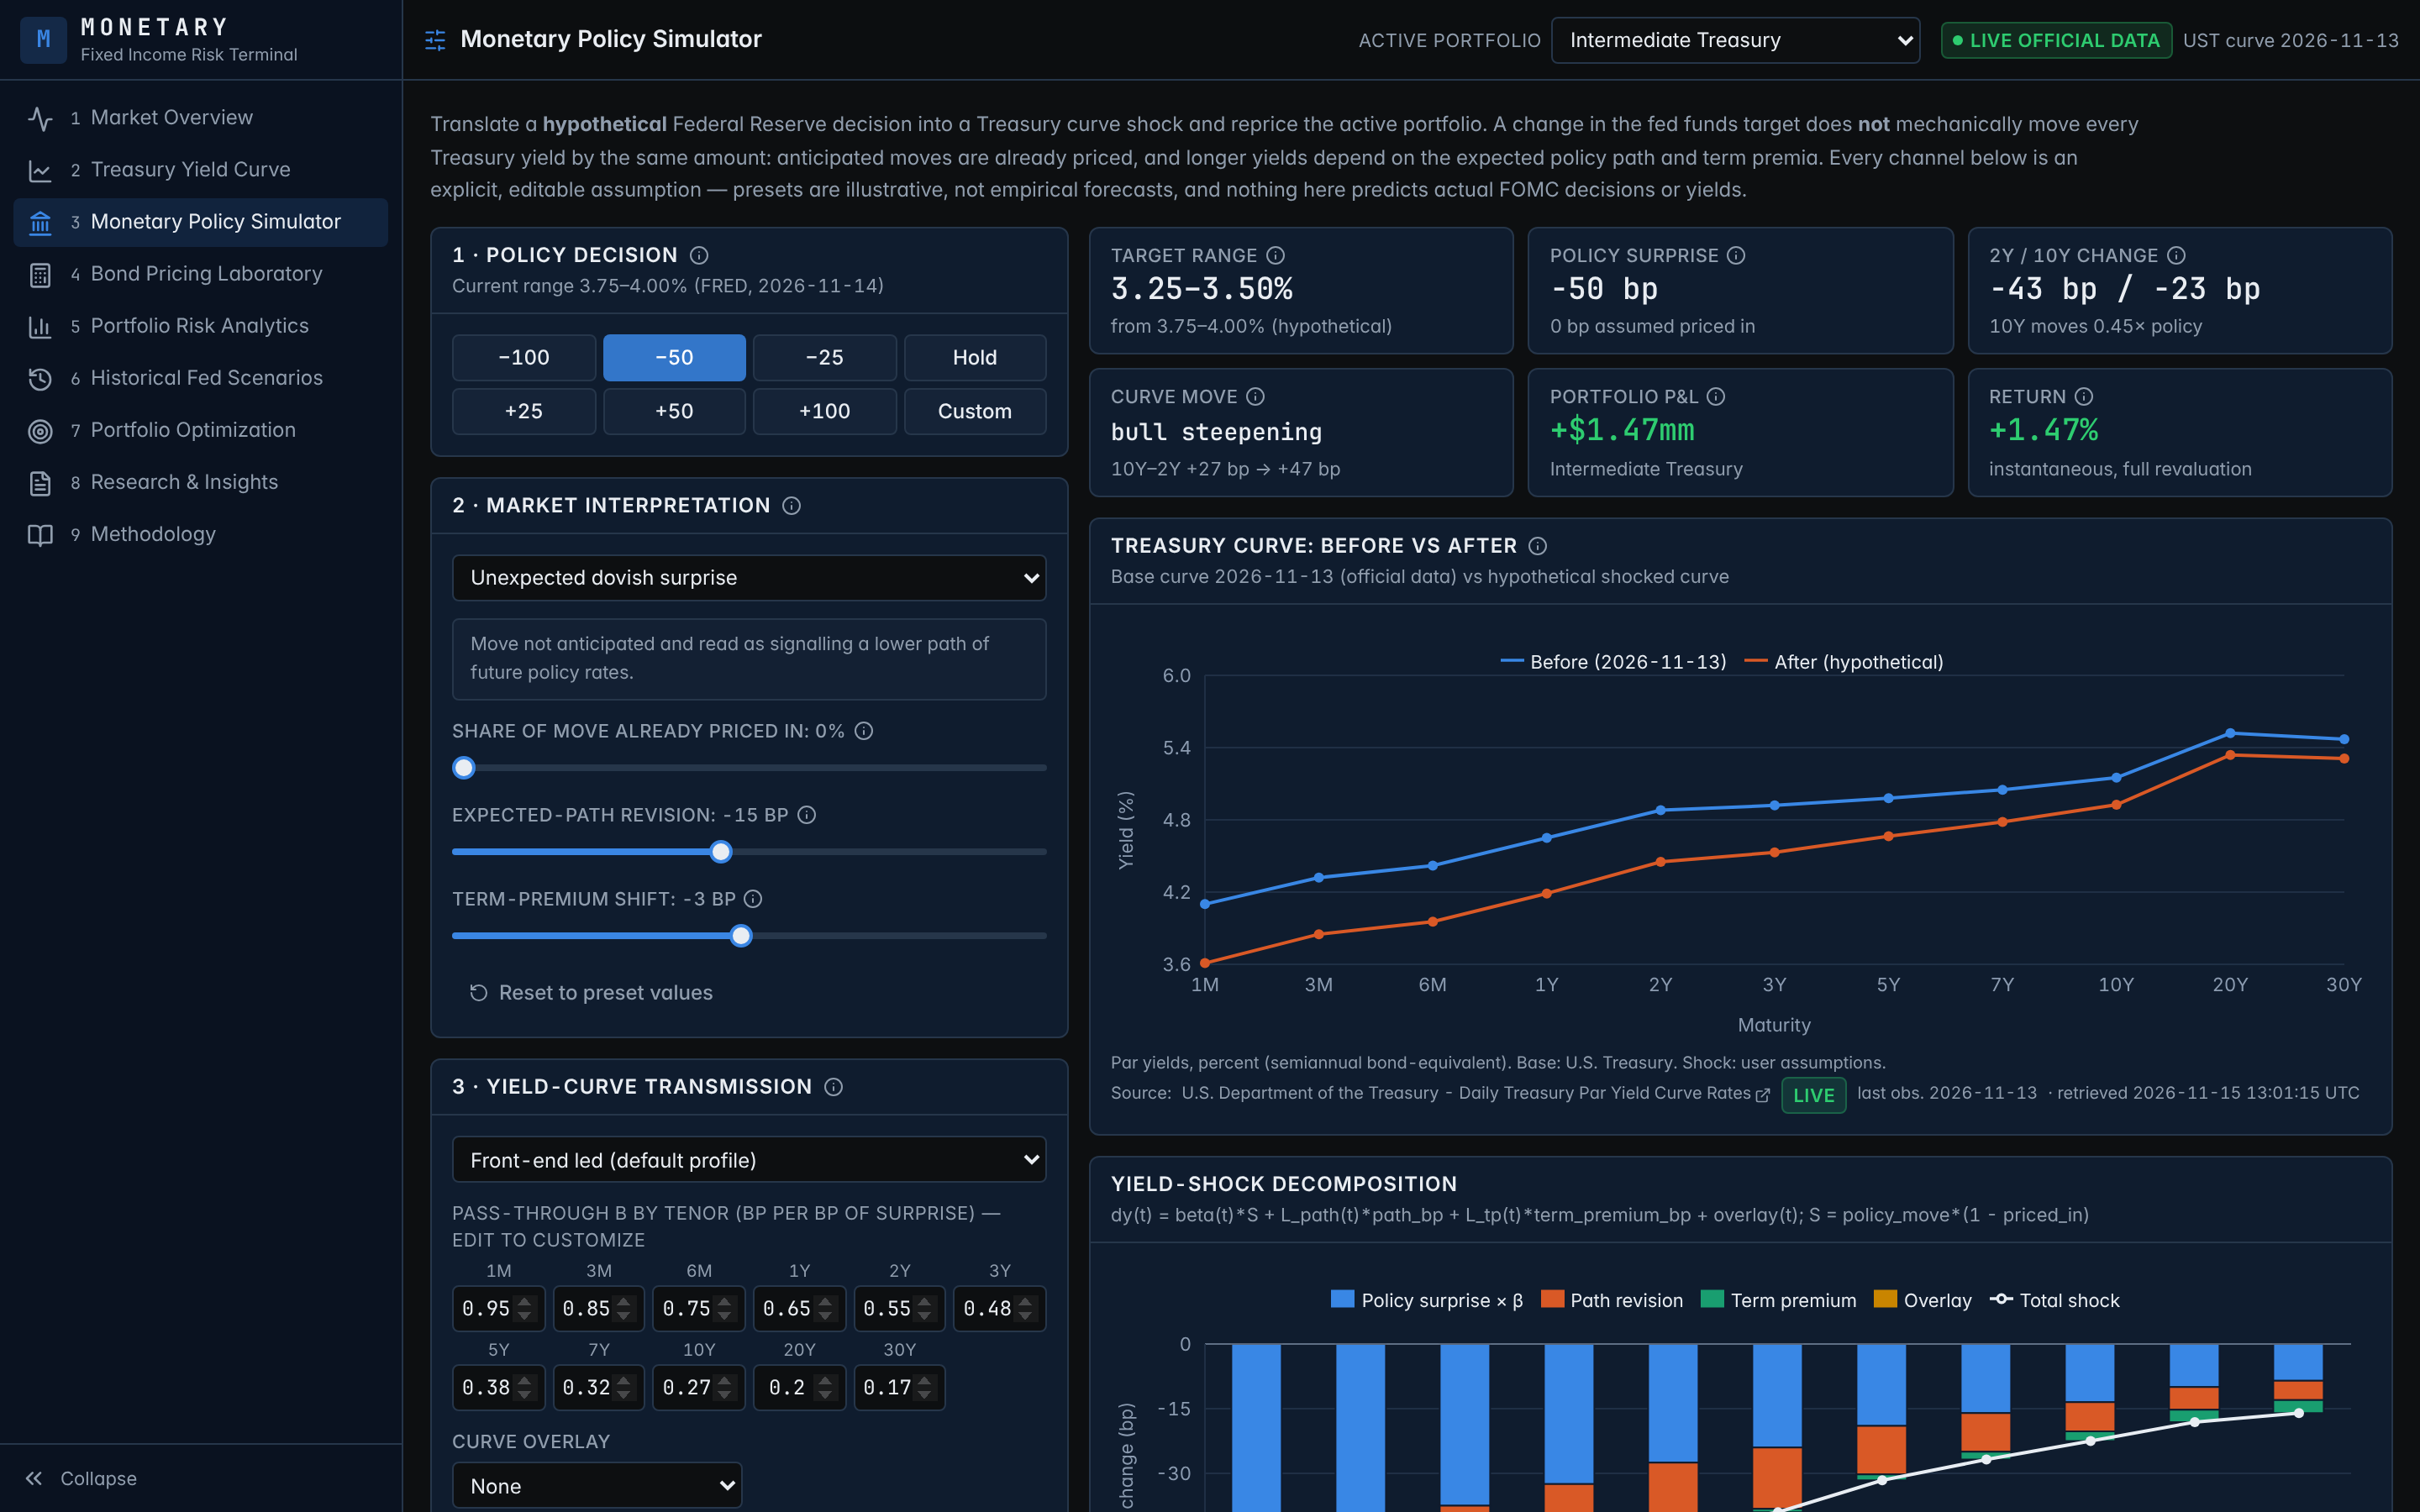 M
MONETARY
Fixed Income Risk Terminal
1 Market Overview
2 Treasury Yield Curve
3 Monetary Policy Simulator
4 Bond Pricing Laboratory
5 Portfolio Risk Analytics
6 Historical Fed Scenarios
7 Portfolio Optimization
8 Research & Insights
9 Methodology
Collapse
Monetary Policy Simulator
ACTIVE PORTFOLIO
Intermediate Treasury
LIVE OFFICIAL DATA
UST curve 2026-11-13
Translate a hypothetical Federal Reserve decision into a Treasury curve shock and reprice the active portfolio. A change in the fed funds target does not mechanically move every
Treasury yield by the same amount: anticipated moves are already priced, and longer yields depend on the expected policy path and term premia. Every channel below is an
explicit, editable assumption — presets are illustrative, not empirical forecasts, and nothing here predicts actual FOMC decisions or yields.
1 · POLICY DECISION
Current range 3.75–4.00% (FRED, 2026-11-14)
−100 −50 −25 Hold
+25 +50 +100 Custom
2 · MARKET INTERPRETATION
Unexpected dovish surprise
Move not anticipated and read as signalling a lower path of
future policy rates.
SHARE OF MOVE ALREADY PRICED IN: 0%
EXPECTED-PATH REVISION: -15 BP
TERM-PREMIUM SHIFT: -3 BP
Reset to preset values
3 · YIELD-CURVE TRANSMISSION
Front-end led (default profile)
PASS-THROUGH Β BY TENOR (BP PER BP OF SURPRISE) —
EDIT TO CUSTOMIZE
1M 3M 6M 1Y 2Y 3Y
0.95 0.85 0.75 0.65 0.55 0.48
5Y 7Y 10Y 20Y 30Y
0.38 0.32 0.27 0.2 0.17
CURVE OVERLAY
None
TARGET RANGE
3.25–3.50%
from 3.75–4.00% (hypothetical)
POLICY SURPRISE
-50 bp
0 bp assumed priced in
2Y / 10Y CHANGE
-43 bp / -23 bp
10Y moves 0.45× policy
CURVE MOVE
bull steepening
10Y–2Y +27 bp → +47 bp
PORTFOLIO P&L
+$1.47mm
Intermediate Treasury
RETURN
+1.47%
instantaneous, full revaluation
TREASURY CURVE: BEFORE VS AFTER
Base curve 2026-11-13 (official data) vs hypothetical shocked curve
Before (2026-11-13) After (hypothetical)
6.0
5.4
4.8
4.2
3.6
Yield (%)
1M 3M 6M 1Y 2Y 3Y 5Y 7Y 10Y 20Y 30Y
Maturity
Par yields, percent (semiannual bond-equivalent). Base: U.S. Treasury. Shock: user assumptions.
Source: U.S. Department of the Treasury - Daily Treasury Par Yield Curve Rates LIVE last obs. 2026-11-13 · retrieved 2026-11-15 13:01:15 UTC
YIELD-SHOCK DECOMPOSITION
dy(t) = beta(t)*S + L_path(t)*path_bp + L_tp(t)*term_premium_bp + overlay(t); S = policy_move*(1 - priced_in)
Policy surprise × β Path revision Term premium Overlay Total shock
0
-15
-30
change (bp)